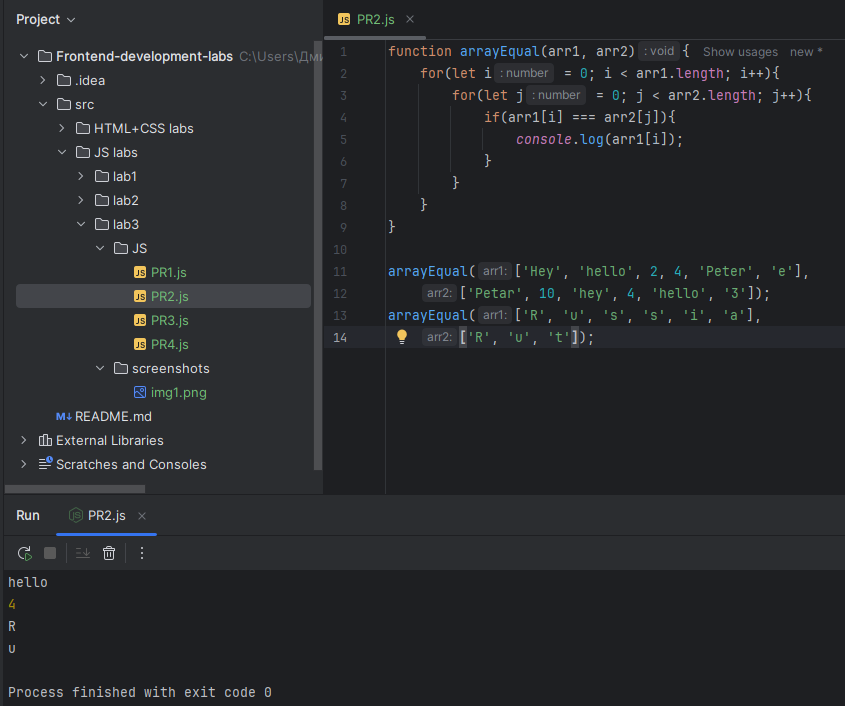 Project
Frontend-development-labs C:\Users\Дми
.idea
src
HTML+CSS labs
JS labs
lab1
lab2
lab3
JS
PR1.js
PR2.js
PR3.js
PR4.js
screenshots
img1.png
README.md
External Libraries
Scratches and Consoles
PR2.js
1 function arrayEqual(arr1, arr2) : void { Show usages new *
2 for(let i : number = 0; i < arr1.length; i++){
3 for(let j : number = 0; j < arr2.length; j++){
4 if(arr1[i] === arr2[j]){
5 console.log(arr1[i]);
6 }
7 }
8 }
9 }
10
11 arrayEqual( arr1: ['Hey', 'hello', 2, 4, 'Peter', 'e'],
12 arr2: ['Petar', 10, 'hey', 4, 'hello', '3']);
13 arrayEqual( arr1: ['R', 'u', 's', 's', 'i', 'a'],
14 arr2: ['R', 'u', 't']);
Run PR2.js
hello
4
R
u
Process finished with exit code 0